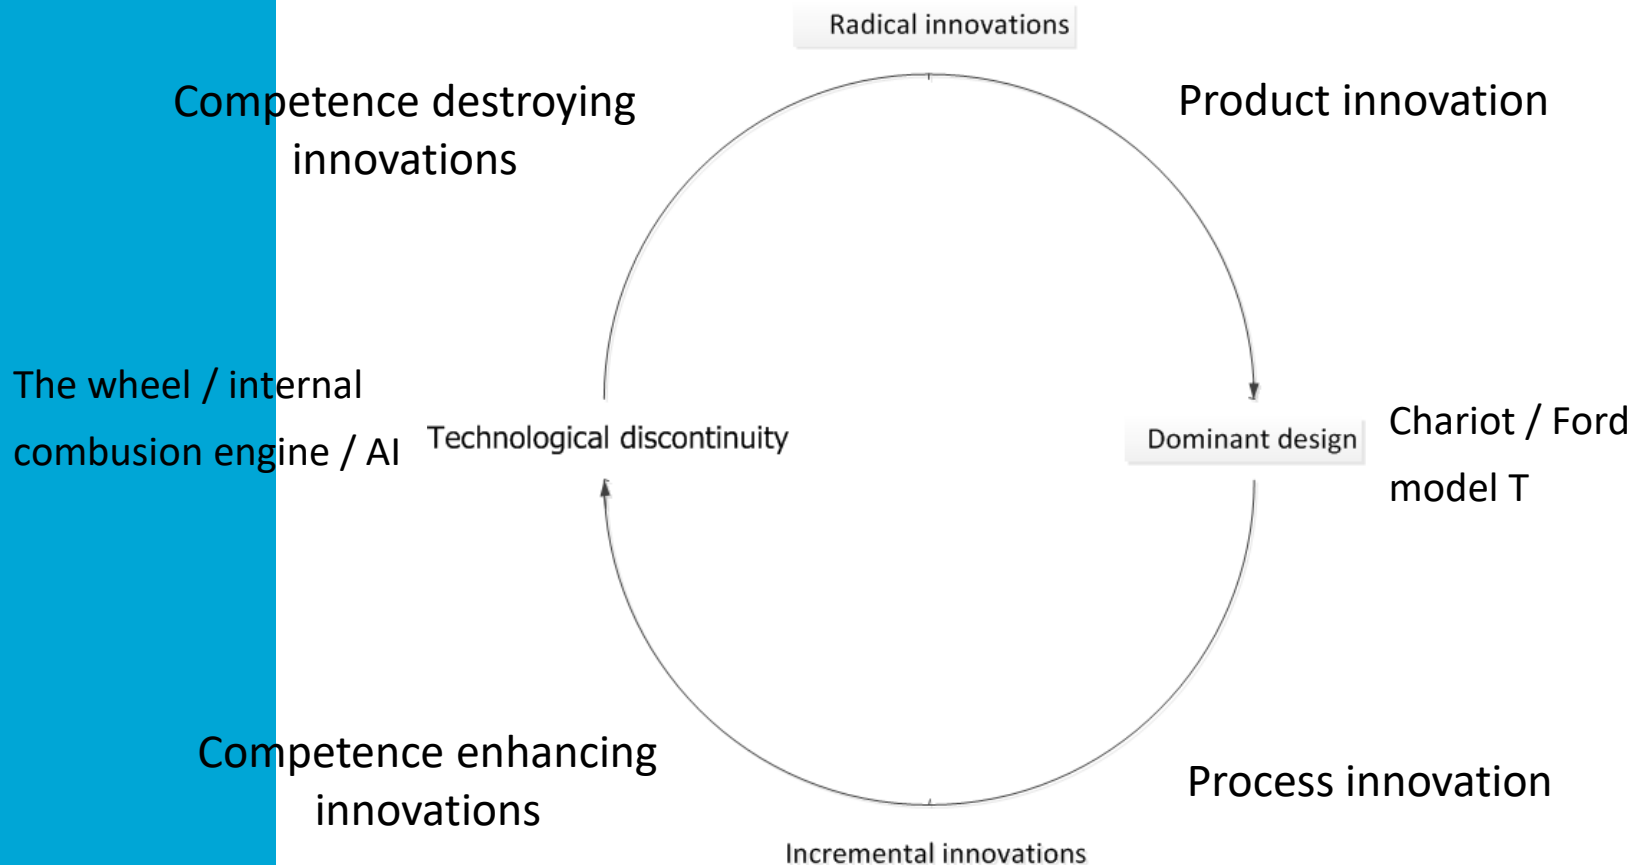 Radical innovations
Competence destroying
innovations
Product innovation
The wheel / internal
combusion engine / AI
Technological discontinuity
Dominant design
Chariot / Ford
model T
Competence enhancing
innovations
Process innovation
Incremental innovations